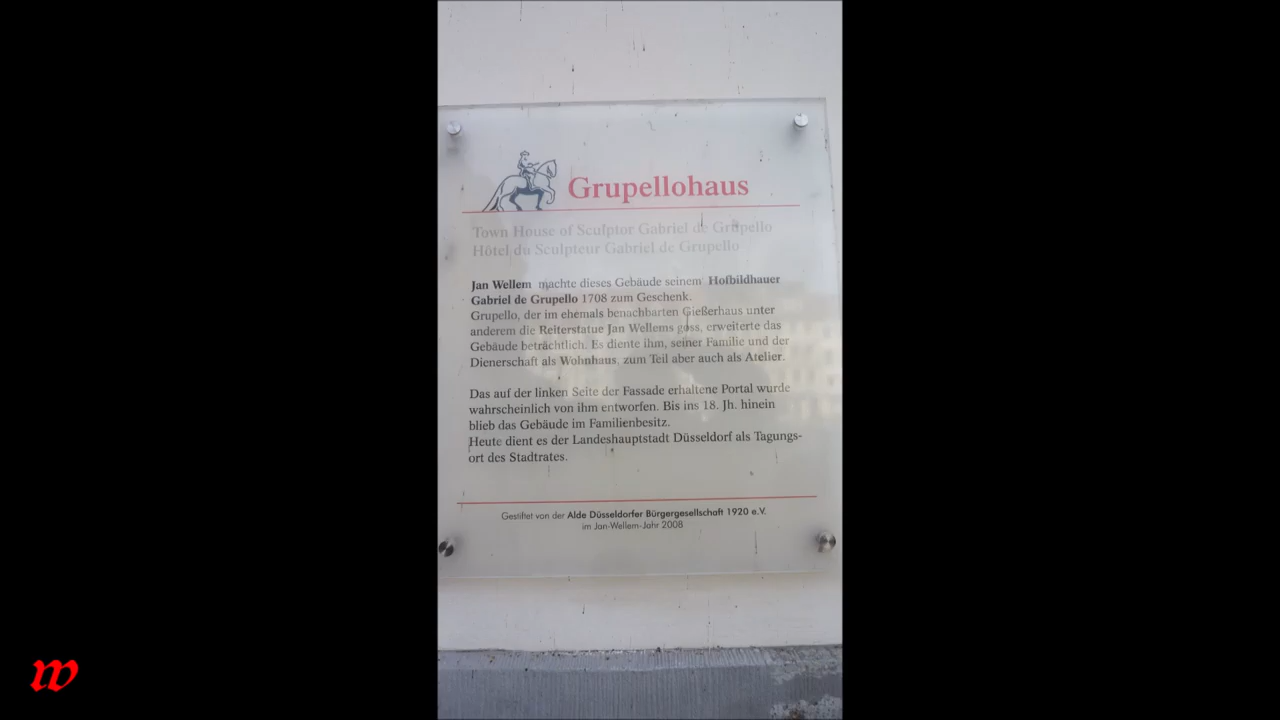 Grupellohaus
Town House of Sculptor Gabriel de Grupello
Hôtel du Sculpteur Gabriel de Grupello
Jan Wellem machte dieses Gebäude seinem Hofbildhauer
Gabriel de Grupello 1708 zum Geschenk.
Grupello, der im ehemals benachbarten Gießerhaus unter
anderem die Reiterstatue Jan Wellems goss, erweiterte das
Gebäude beträchtlich. Es diente ihm, seiner Familie und der
Dienerschaft als Wohnhaus, zum Teil aber auch als Atelier.
Das auf der linken Seite der Fassade erhaltene Portal wurde
wahrscheinlich von ihm entworfen. Bis ins 18. Jh. hinein
blieb das Gebäude im Familienbesitz.
Heute dient es der Landeshauptstadt Düsseldorf als Tagungs-
ort des Stadtrates.
Gestiftet von der Alde Düsseldorfer Bürgergesellschaft 1920 e.V.
im Jan-Wellem-Jahr 2008
w